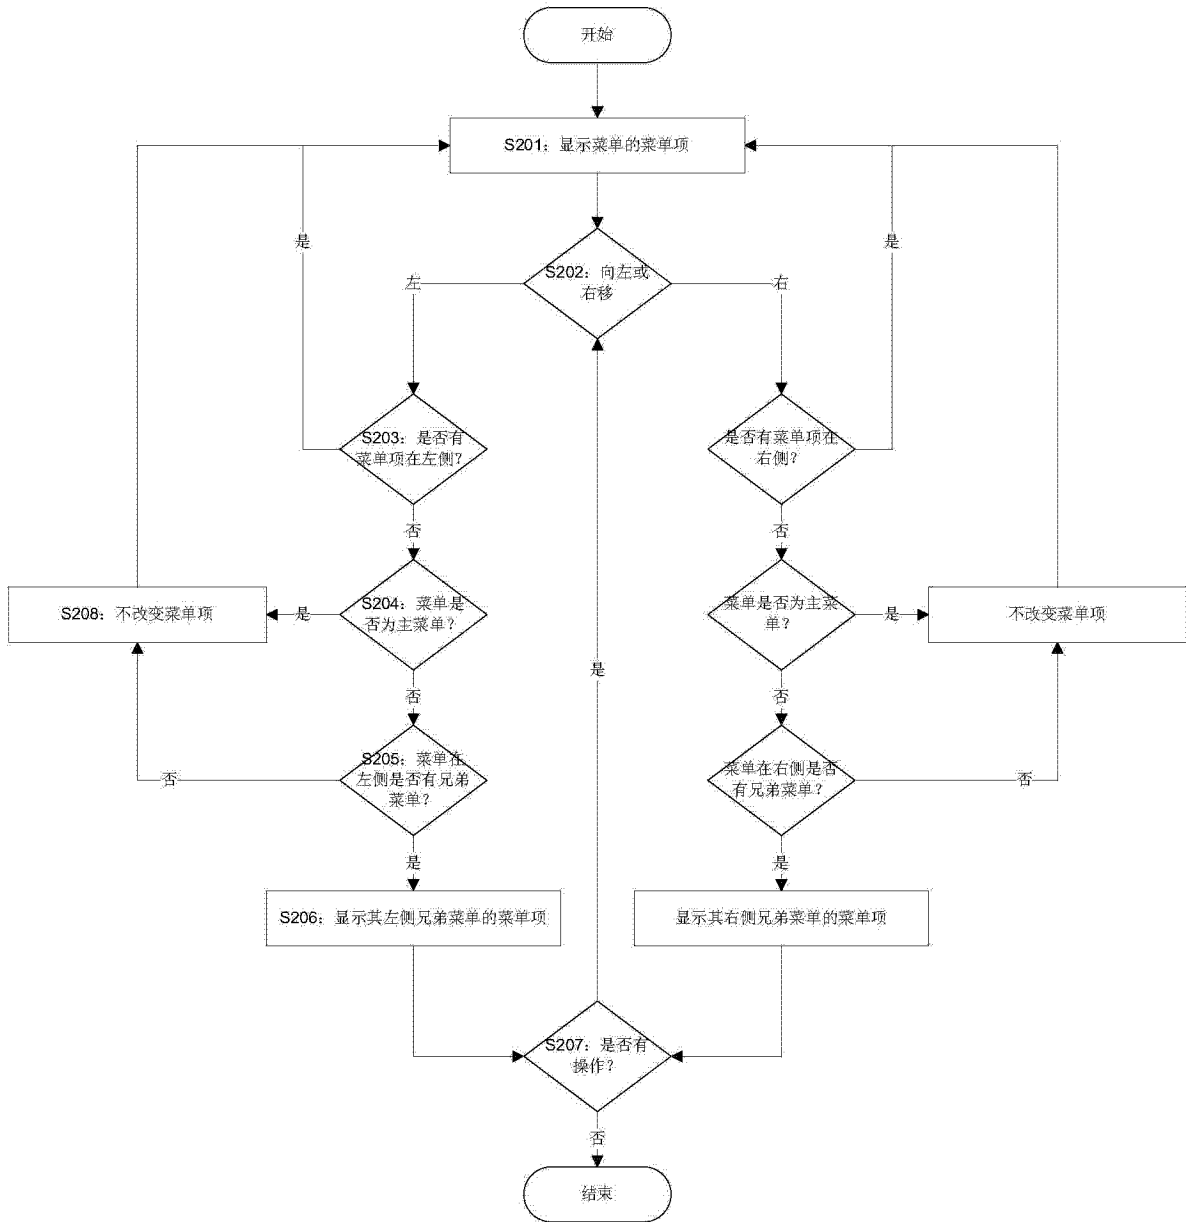 开始
S201：显示菜单的菜单项
是
是
S202：向左或
右移
左
右
S203：是否有
菜单项在左侧？
是否有菜单项在
右侧？
否
否
S208：不改变菜单项
是
S204：菜单是
否为主菜单？
菜单是否为主菜
单？
是
不改变菜单项
是
否
否
否
S205：菜单在
左侧是否有兄弟
菜单？
菜单在右侧是否
有兄弟菜单？
否
是
是
S206：显示其左侧兄弟菜单的菜单项
显示其右侧兄弟菜单的菜单项
S207：是否有
操作？
否
结束